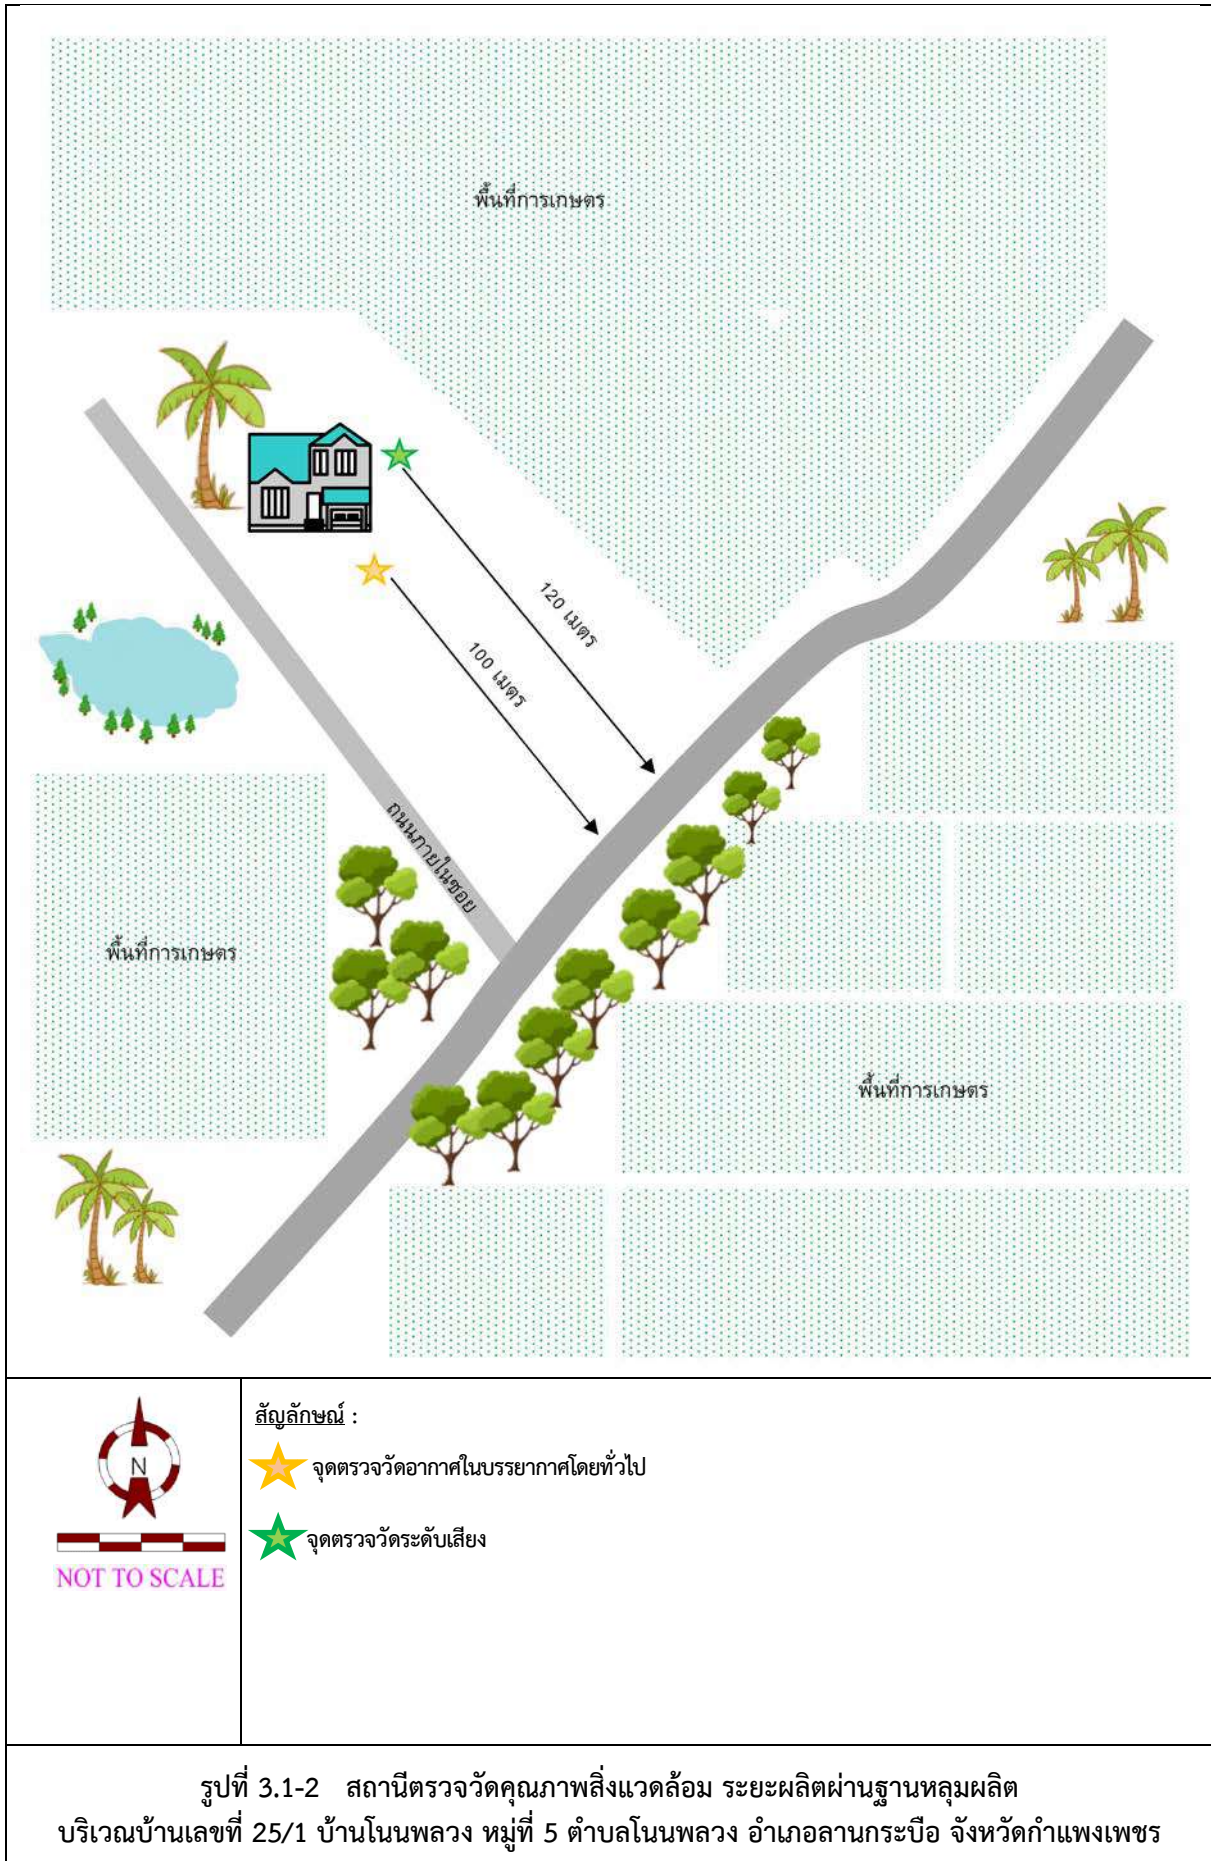 พื้นที่การเกษตร
120 เมตร
100 เมตร
ถนนภายในซอย
พื้นที่การเกษตร
พื้นที่การเกษตร
N
NOT TO SCALE
สัญลักษณ์ :
จุดตรวจวัดอากาศในบรรยากาศโดยทั่วไป
จุดตรวจวัดระดับเสียง
รูปที่ 3.1-2 สถานีตรวจวัดคุณภาพสิ่งแวดล้อม ระยะผลิตผ่านฐานหลุมผลิต
บริเวณบ้านเลขที่ 25/1 บ้านโนนพลวง หมู่ที่ 5 ตำบลโนนพลวง อำเภอลานกระบือ จังหวัดกำแพงเพชร